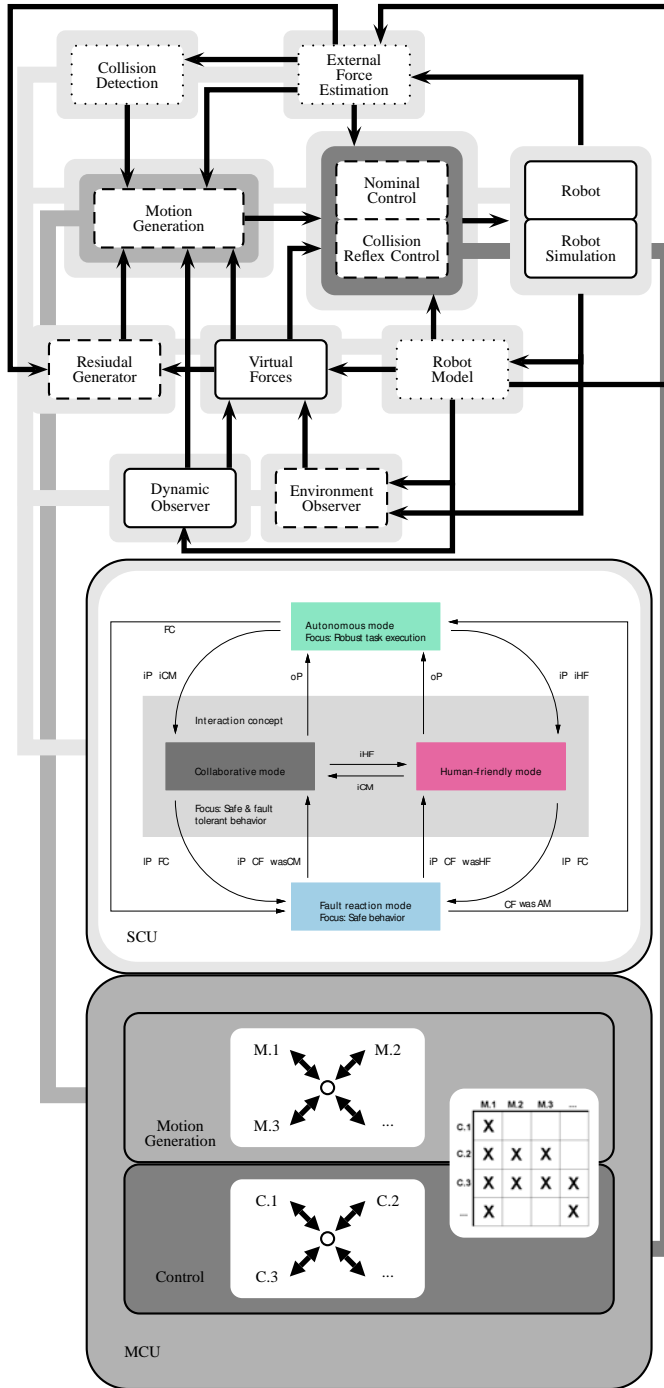 Collision
Detection
External
Force
Estimation
Motion
Generation
Nominal
Control
Collision
Reflex Control
Robot
Robot
Simulation
Resiudal
Generator
Virtual
Forces
Robot
Model
Dynamic
Observer
Environment
Observer
Autonomous mode
Focus: Robust task execution
FC
iP iCM
oP
oP
iP iHF
Interaction concept
Collaborative mode
iHF
iCM
Human-friendly mode
Focus: Safe & fault
tolerant behavior
IP FC
iP CF wasCM
iP CF wasHF
IP FC
Fault reaction mode
Focus: Safe behavior
CF wasAM
SCU
M.1
M.2
M.3
...
Motion
Generation
M.1 M.2 M.3 ...
C.1 X
C.2 X X X
C.3 X X X X
... X X
C.1
C.2
C.3
...
Control
MCU